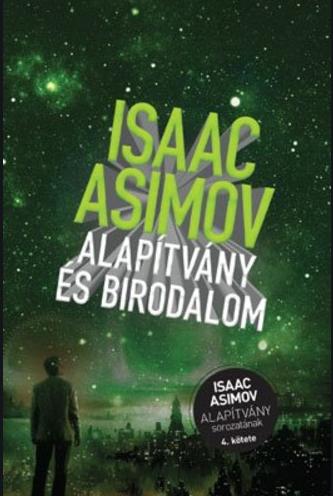 ISAAC
ASIMOV
ALAPÍTVÁNY
ÉS BIRODALOM
ISAAC
ASIMOV
ALAPÍTVÁNY
sorozatának
4. kötete